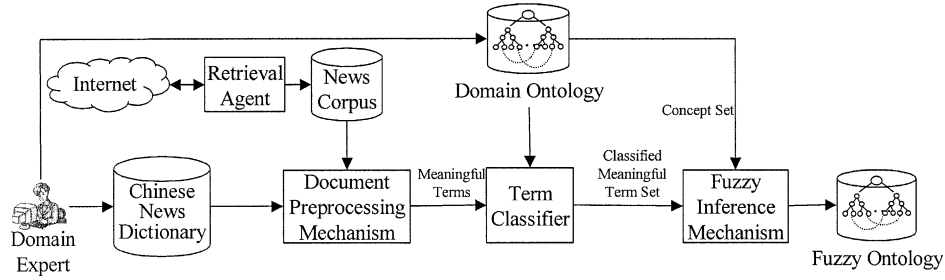 Internet
Retrieval
Agent
News
Corpus
Domain Ontology
Concept Set
Domain
Expert
Chinese
News
Dictionary
Document
Preprocessing
Mechanism
Meaningful
Terms
Term
Classifier
Classified
Meaningful
Term Set
Fuzzy
Inference
Mechanism
Fuzzy Ontology